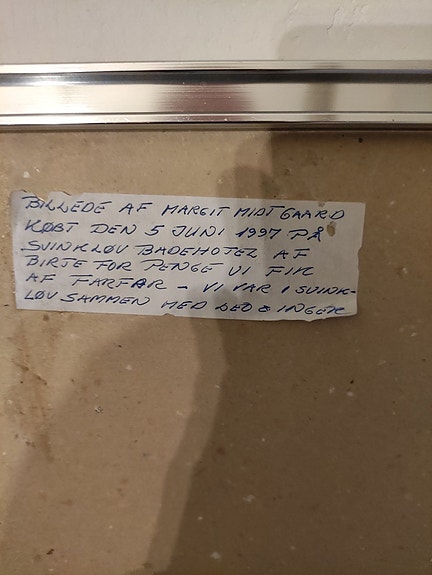 BILLEDE AF MARGIT MIDTGAARD
KØBT DEN 5 JUNI 1997 PÅ
SVINKLØV BADEHOTEL AF
BIRTE FOR PENGE VI FIK
AF FARFAR - VI VAR I SVINK-
LØV SAMMEN MED LEO & INGER